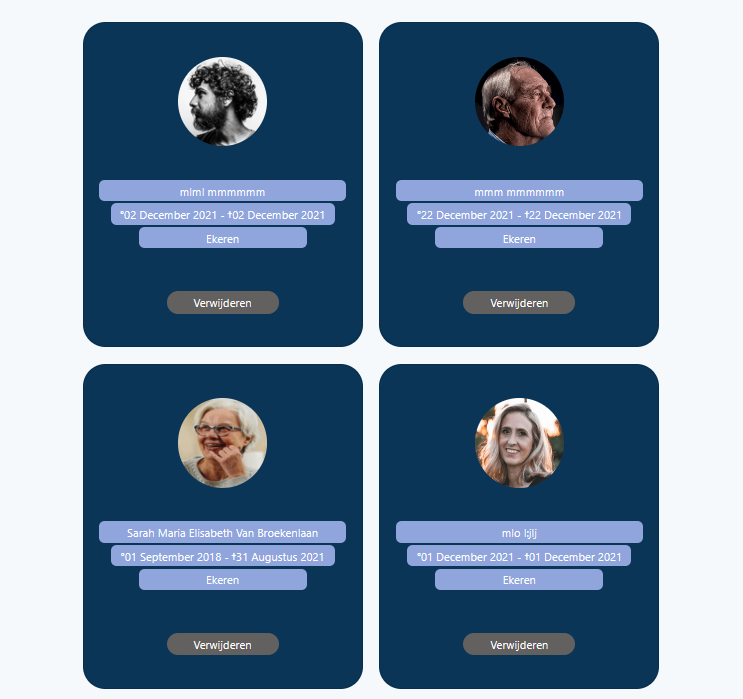 mimi mmmmmm
°02 December 2021 - †02 December 2021
Ekeren
Verwijderen
mmm mmmmmm
°22 December 2021 - †22 December 2021
Ekeren
Verwijderen
Sarah Maria Elisabeth Van Broekenlaan
°01 September 2018 - †31 Augustus 2021
Ekeren
Verwijderen
mlo
°01 December 2021 - †01 December 2021
Ekeren
Verwijderen